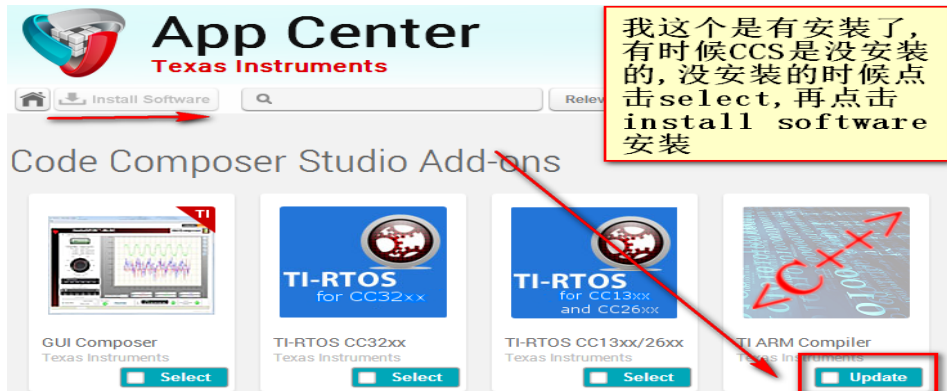 App Center
Texas Instruments
Install Software
Relev
我这个是有安装了,
有时候CCS是没安装
的,没安装的时候点
击select,再点击
install software
安装
Code Composer Studio Add-ons
TI
TI-RTOS
for CC32xx
TI-RTOS
for CC13xx
and CC26xx
<C++>
GUI Composer
Texas Instruments
Select
TI-RTOS CC32xx
Texas Instruments
Select
TI-RTOS CC13xx/26xx
Texas Instruments
Select
TI ARM Compiler
Texas Instruments
Update